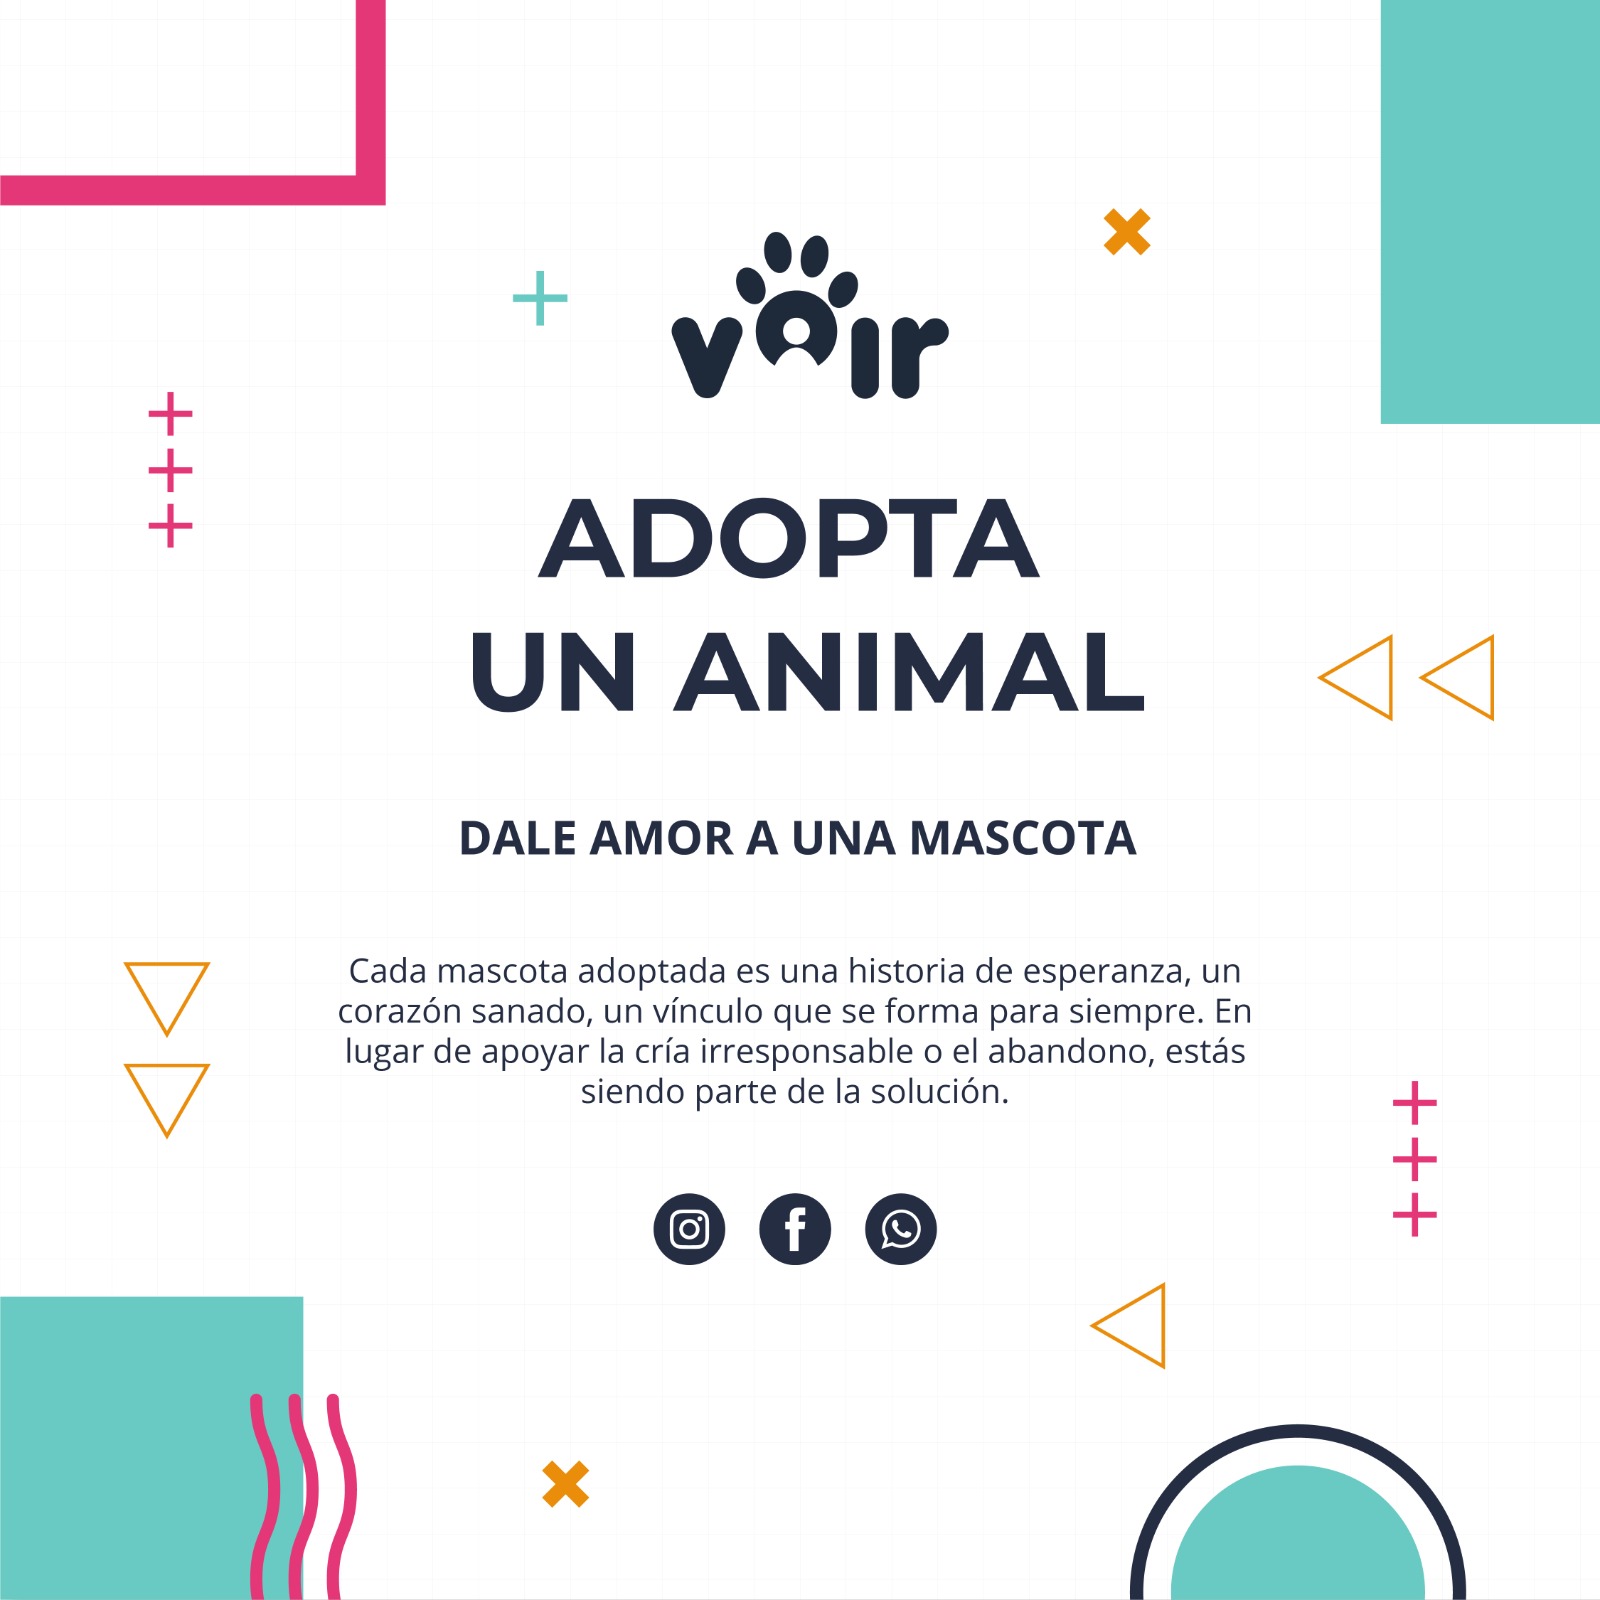 voir
ADOPTA
UN ANIMAL
DALE AMOR A UNA MASCOTA
Cada mascota adoptada es una historia de esperanza, un
corazón sanado, un vínculo que se forma para siempre. En
lugar de apoyar la cría irresponsable o el abandono, estás
siendo parte de la solución.